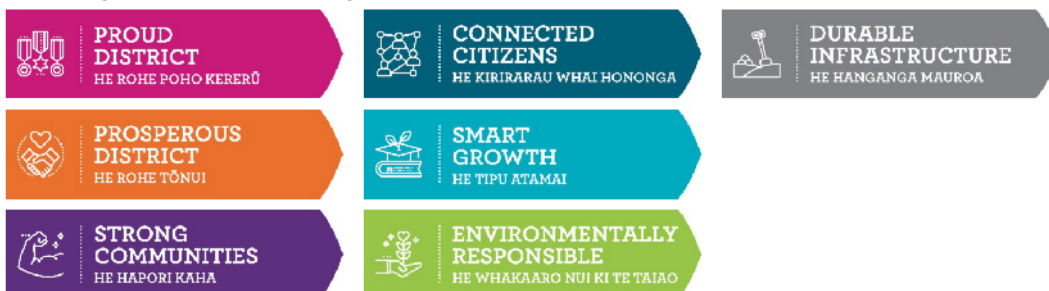 PROUD
DISTRICT
HE ROHE POHO KERERŪ
CONNECTED
CITIZENS
HE KIRIRARAU WHAI HONONGA
DURABLE
INFRASTRUCTURE
HE HANGANGA MAUROA
PROSPEROUS
DISTRICT
HE ROHE TŌNUI
SMART
GROWTH
HE TIPU ATAMAI
STRONG
COMMUNITIES
HE HAPORI KAHA
ENVIRONMENTALLY
RESPONSIBLE
HE WHAKAARO NUI KI TE TAIAO